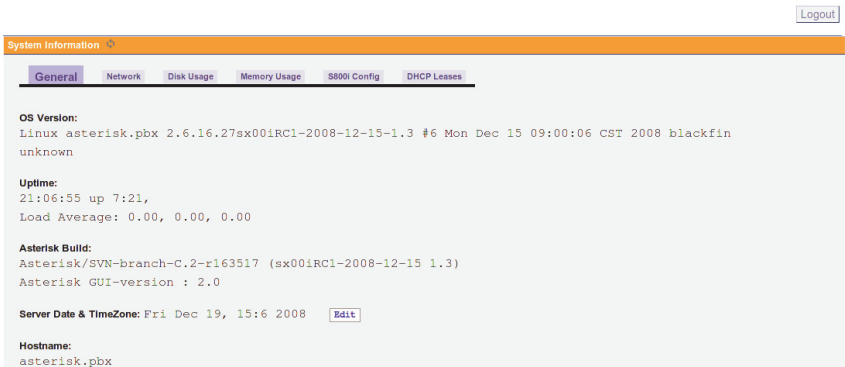 Logout
System Information
General Network Disk Usage Memory Usage S800i Config DHCP Leases
OS Version:
Linux asterisk.pbx 2.6.16.27sx00iRC1-2008-12-15-1.3 #6 Mon Dec 15 09:00:06 CST 2008 blackfin
unknown
Uptime:
21:06:55 up 7:21,
Load Average: 0.00, 0.00, 0.00
Asterisk Build:
Asterisk/SVN-branch-C.2-r163517 (sx00iRC1-2008-12-15 1.3)
Asterisk GUI-version : 2.0
Server Date & TimeZone: Fri Dec 19, 15:6 2008 Edit
Hostname:
asterisk.pbx